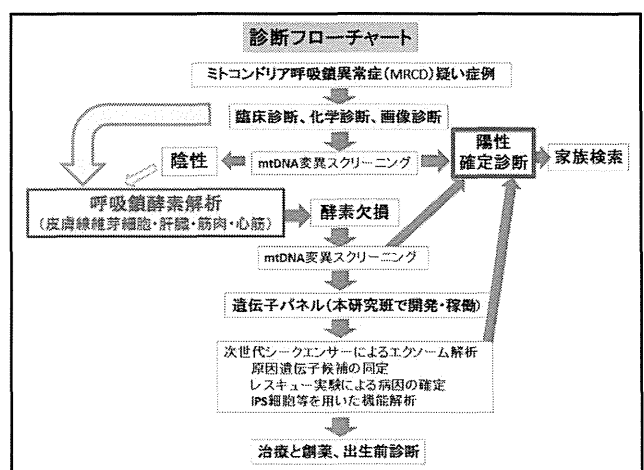 診断フローチャート
ミトコンドリア呼吸鎖異常症(MRCD)疑い症例
臨床診断、化学診断、画像診断
陰性
mtDNA変異スクリーニング
陽性
確定診断
家族検索
呼吸鎖酵素解析
(皮膚線維芽細胞・肝臓・筋肉・心筋)
酵素欠損
mtDNA変異スクリーニング
遺伝子パネル(本研究班で開発・稼働)
次世代シークエンサーによるエクソーム解析
原因遺伝子候補の同定
レスキュー実験による病因の確定
iPS細胞等を用いた機能解析
治療と創薬、出生前診断